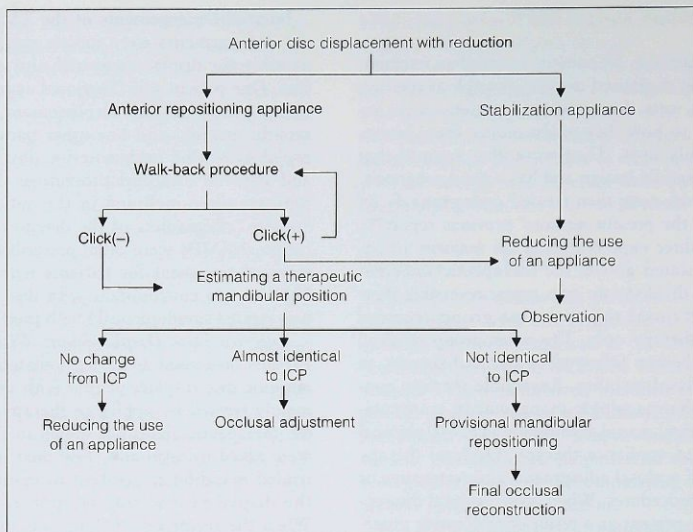 Anterior disc displacement with reduction
Anterior repositioning appliance
Stabilization appliance
Walk-back procedure
Click(–)
Click(+)
Reducing the use
of an appliance
Estimating a therapeutic
mandibular position
Observation
No change
from ICP
Almost identical
to ICP
Not identical
to ICP
Reducing the use
of an appliance
Occlusal adjustment
Provisional mandibular
repositioning
Final occlusal
reconstruction